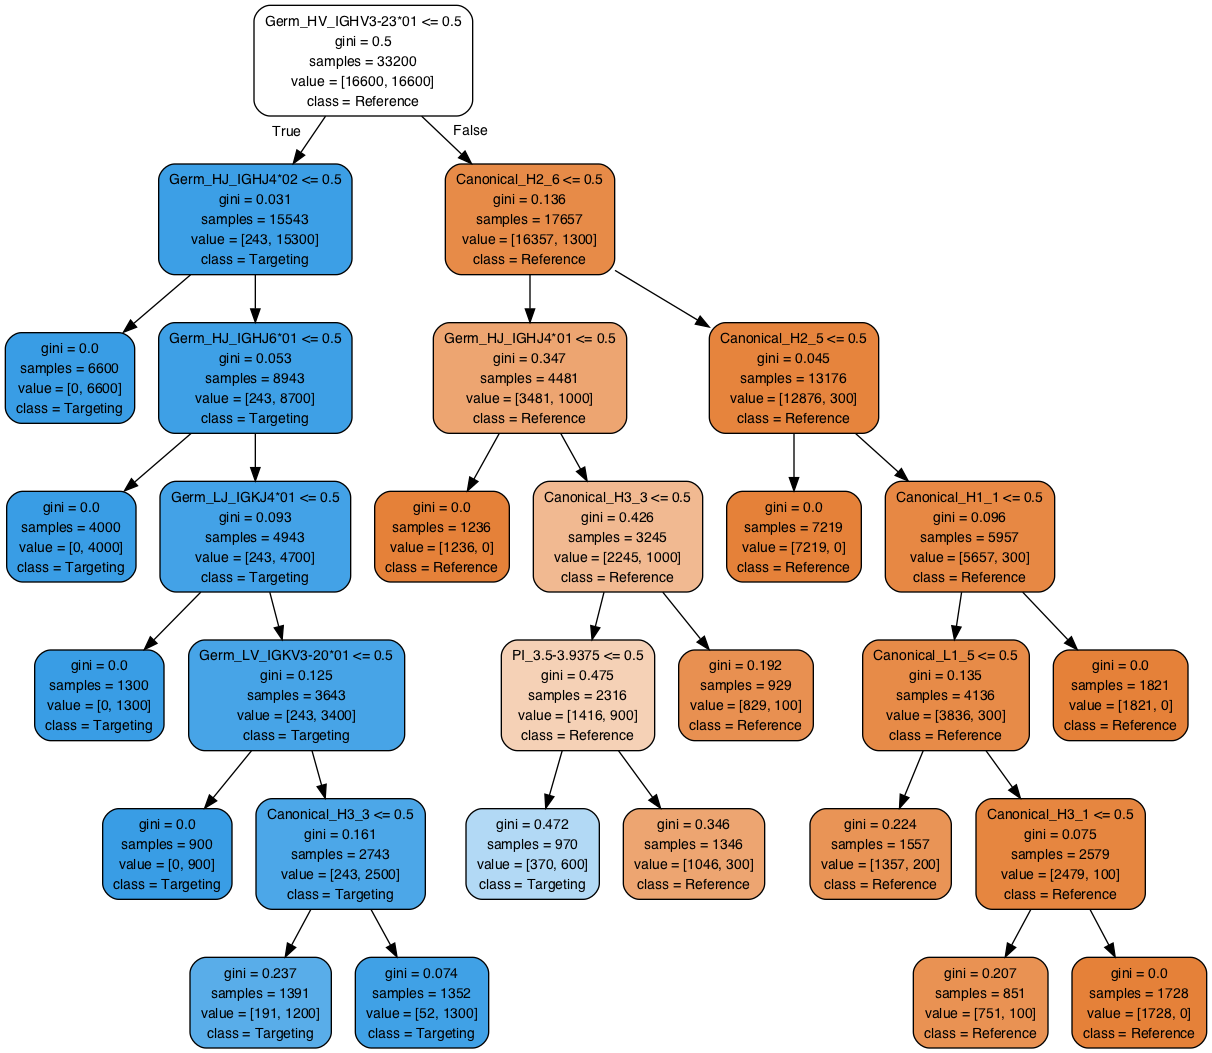 Germ_HV_IGHV3-23*01 <= 0.5
gini = 0.5
samples = 33200
value = [16600, 16600]
class = Reference
True
False
Germ_HJ_IGHJ4*02 <= 0.5
gini = 0.031
samples = 15543
value = [243, 15300]
class = Targeting
Canonical_H2_6 <= 0.5
gini = 0.136
samples = 17657
value = [16357, 1300]
class = Reference
gini = 0.0
samples = 6600
value = [0, 6600]
class = Targeting
Germ_HJ_IGHJ6*01 <= 0.5
gini = 0.053
samples = 8943
value = [243, 8700]
class = Targeting
Germ_HJ_IGHJ4*01 <= 0.5
gini = 0.347
samples = 4481
value = [3481, 1000]
class = Reference
Canonical_H2_5 <= 0.5
gini = 0.045
samples = 13176
value = [12876, 300]
class = Reference
gini = 0.0
samples = 4000
value = [0, 4000]
class = Targeting
Germ_LJ_IGKJ4*01 <= 0.5
gini = 0.093
samples = 4943
value = [243, 4700]
class = Targeting
gini = 0.0
samples = 1236
value = [1236, 0]
class = Reference
Canonical_H3_3 <= 0.5
gini = 0.426
samples = 3245
value = [2245, 1000]
class = Reference
gini = 0.0
samples = 7219
value = [7219, 0]
class = Reference
Canonical_H1_1 <= 0.5
gini = 0.096
samples = 5957
value = [5657, 300]
class = Reference
gini = 0.0
samples = 1300
value = [0, 1300]
class = Targeting
Germ_LV_IGKV3-20*01 <= 0.5
gini = 0.125
samples = 3643
value = [243, 3400]
class = Targeting
PI_3.5-3.9375 <= 0.5
gini = 0.475
samples = 2316
value = [1416, 900]
class = Reference
gini = 0.192
samples = 929
value = [829, 100]
class = Reference
Canonical_L1_5 <= 0.5
gini = 0.135
samples = 4136
value = [3836, 300]
class = Reference
gini = 0.0
samples = 1821
value = [1821, 0]
class = Reference
gini = 0.0
samples = 900
value = [0, 900]
class = Targeting
Canonical_H3_3 <= 0.5
gini = 0.161
samples = 2743
value = [243, 2500]
class = Targeting
gini = 0.472
samples = 970
value = [370, 600]
class = Targeting
gini = 0.346
samples = 1346
value = [1046, 300]
class = Reference
gini = 0.224
samples = 1557
value = [1357, 200]
class = Reference
Canonical_H3_1 <= 0.5
gini = 0.075
samples = 2579
value = [2479, 100]
class = Reference
gini = 0.237
samples = 1391
value = [191, 1200]
class = Targeting
gini = 0.074
samples = 1352
value = [52, 1300]
class = Targeting
gini = 0.207
samples = 851
value = [751, 100]
class = Reference
gini = 0.0
samples = 1728
value = [1728, 0]
class = Reference